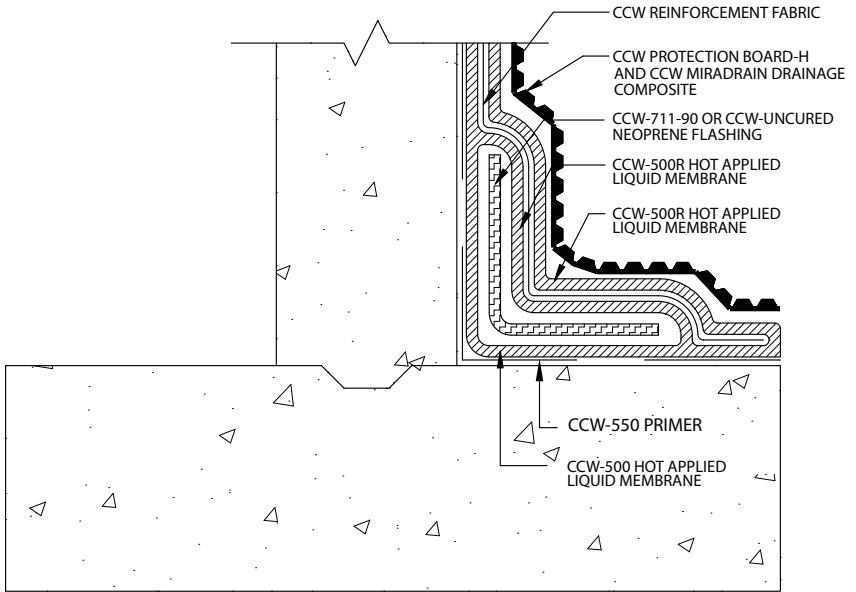 CCW REINFORCEMENT FABRIC
CCW PROTECTION BOARD-H
AND CCW MIRADRAIN DRAINAGE
COMPOSITE
CCW-711-90 OR CCW-UNCURED
NEOPRENE FLASHING
CCW-500R HOT APPLIED
LIQUID MEMBRANE
CCW-500R HOT APPLIED
LIQUID MEMBRANE
CCW-550 PRIMER
CCW-500 HOT APPLIED
LIQUID MEMBRANE